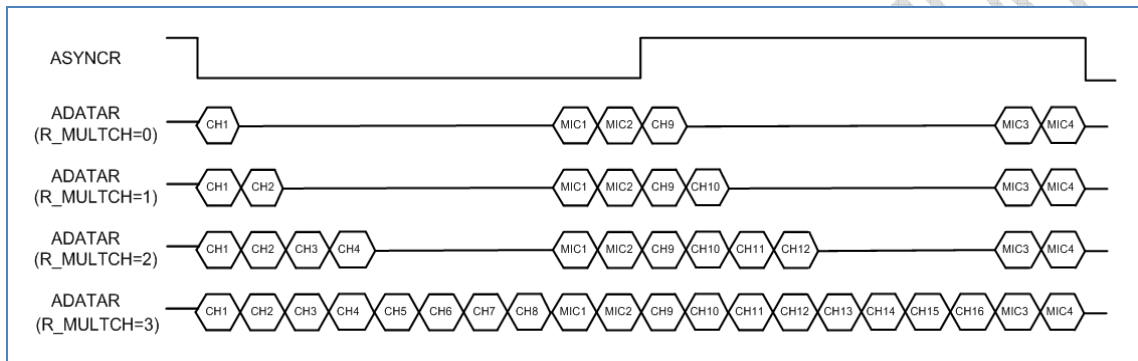 ASYNCR
ADATAR
(R_MULTCH=0)
CH1 MIC1 MIC2 CH9 MIC3 MIC4
ADATAR
(R_MULTCH=1)
CH1 CH2 MIC1 MIC2 CH9 CH10 MIC3 MIC4
ADATAR
(R_MULTCH=2)
CH1 CH2 CH3 CH4 MIC1 MIC2 CH9 CH10 CH11 CH12 MIC3 MIC4
ADATAR
(R_MULTCH=3)
CH1 CH2 CH3 CH4 CH5 CH6 CH7 CH8 MIC1 MIC2 CH9 CH10 CH11 CH12 CH13 CH14 CH15 CH16 MIC3 MIC4